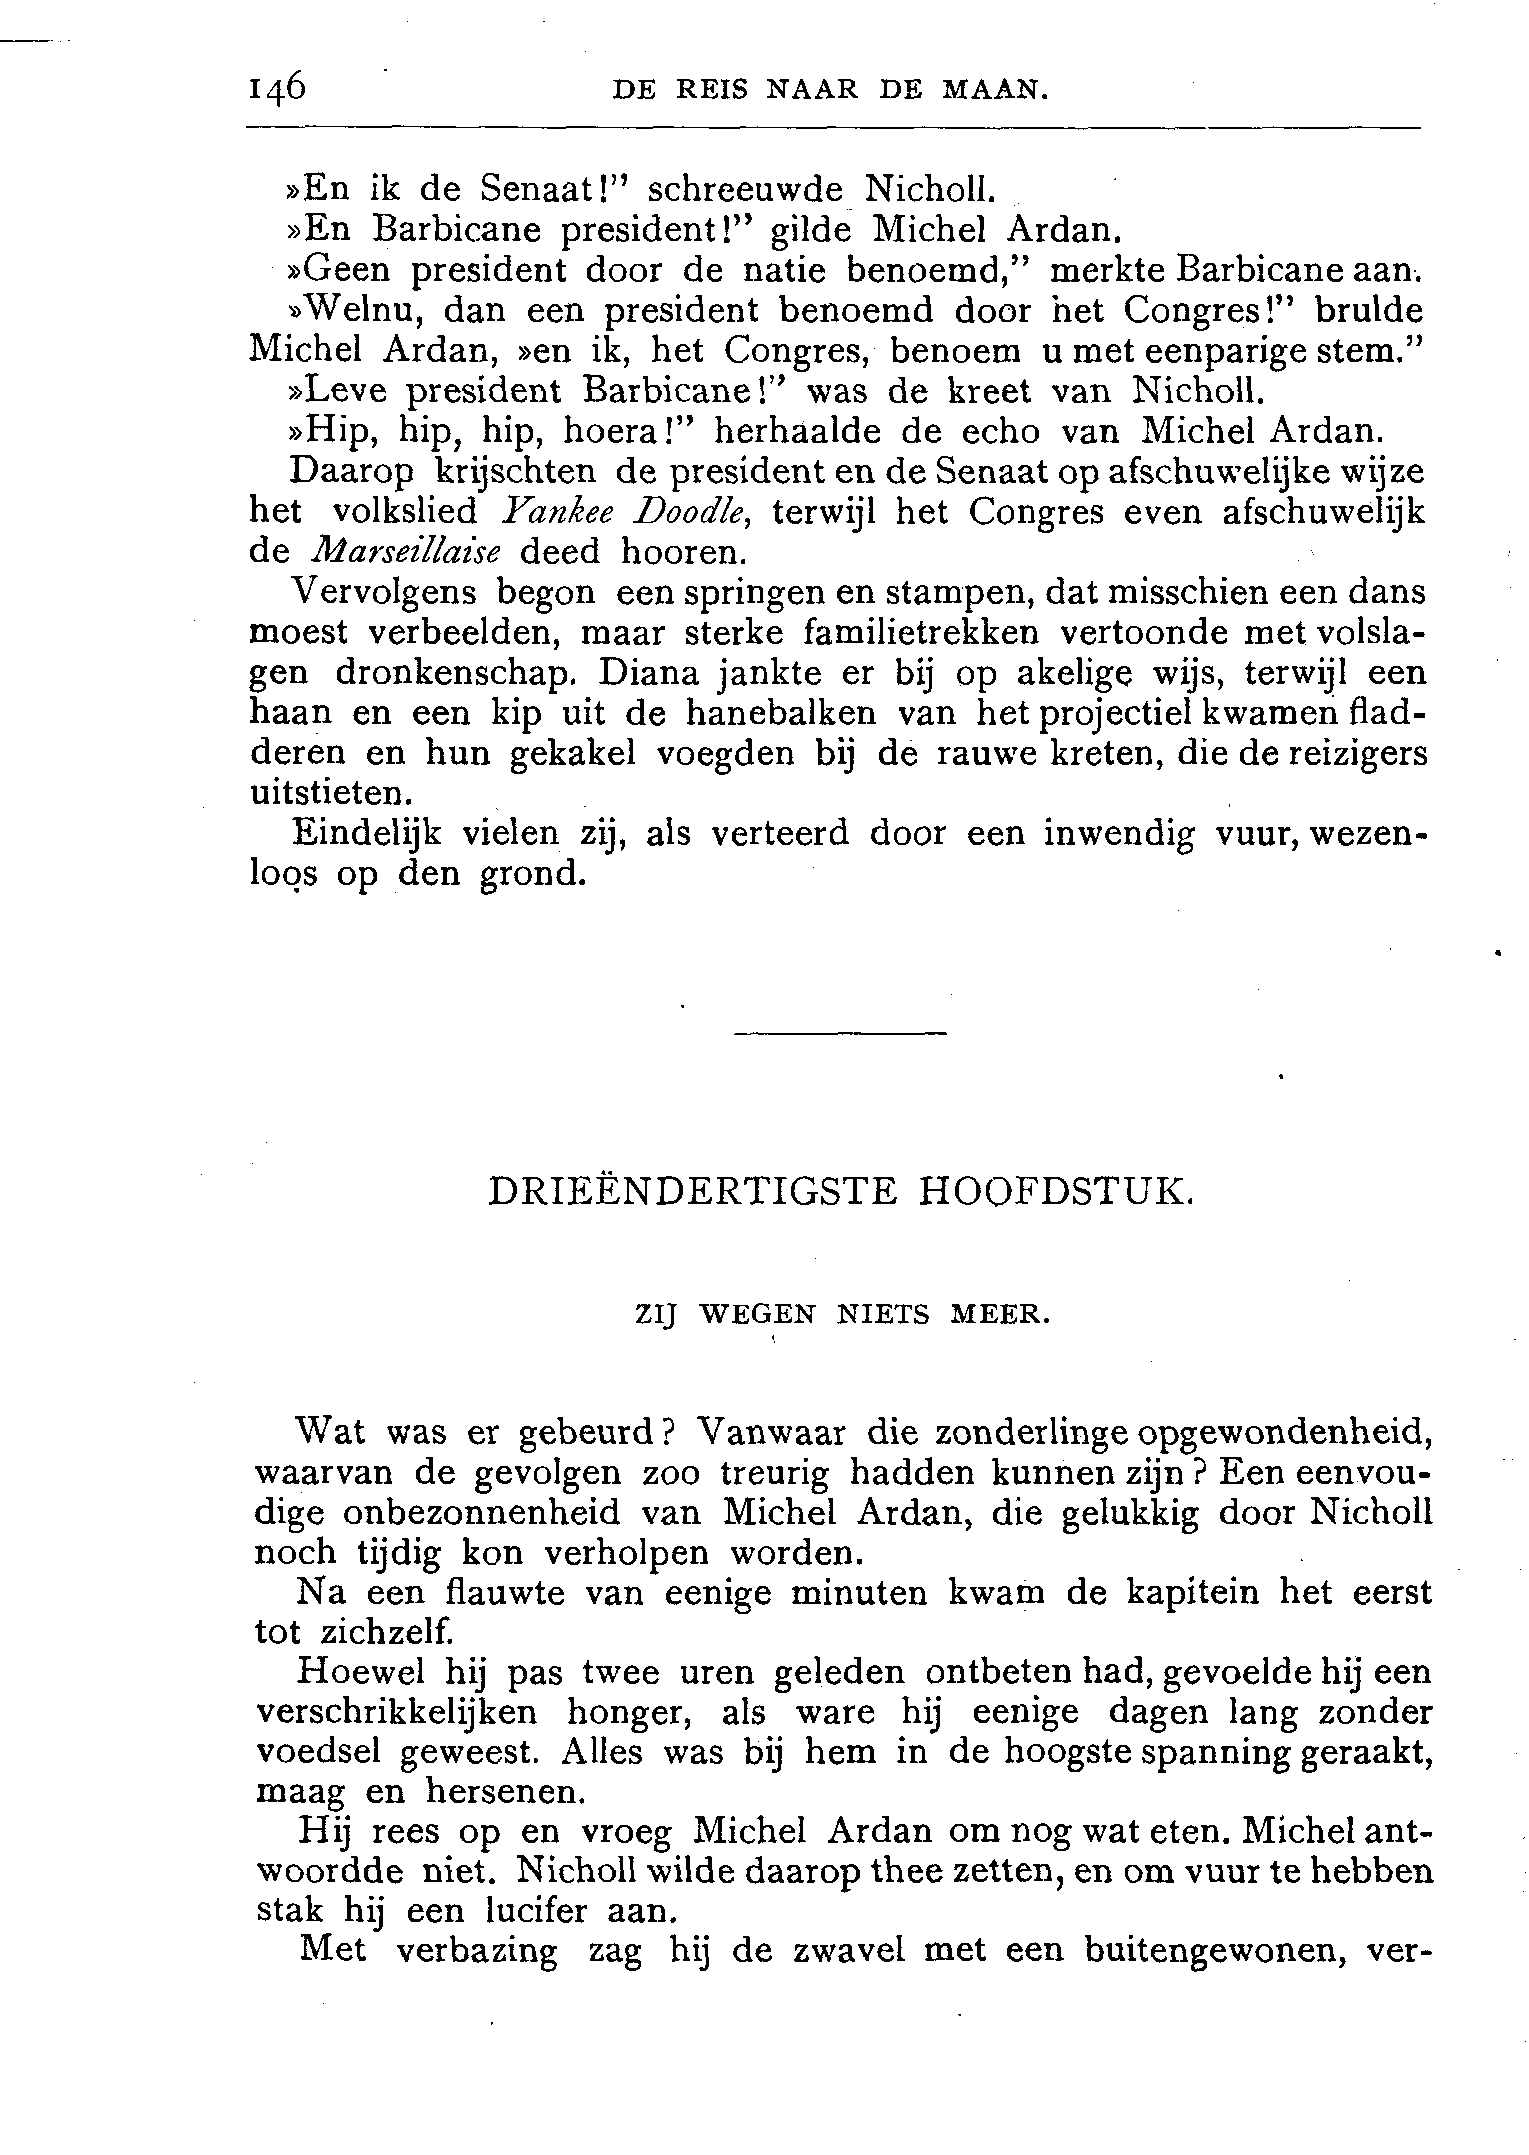 146 DE REIS NAAR DE MAAN.
»En ik de Senaat!” schreeuwde Nicholl.
»En Barbicane president!” gilde Michel Ardan.
»Geen president door de natie benoemd,” merkte Barbicane aan.
»Welnu, dan een president benoemd door het Congres!” brulde
Michel Ardan, »en ik, het Congres, benoem u met eenparige stem.”
»Leve president Barbicane!” was de kreet van Nicholl.
»Hip, hip, hip, hoera!” herhaalde de echo van Michel Ardan.
Daarop krijschten de president en de Senaat op afschuwelijke wijze
het volkslied Yankee Doodle, terwijl het Congres even afschuwelijk
de Marseillaise deed hooren.
Vervolgens begon een springen en stampen, dat misschien een dans
moest verbeelden, maar sterke familietrekken vertoonde met volsla-
gen dronkenschap. Diana jankte er bij op akelige wijs, terwijl een
haan en een kip uit de hanebalken van het projectiel kwamen flad-
deren en hun gekakel voegden bij de rauwe kreten, die de reizigers
uitstieten.
Eindelijk vielen zij, als verteerd door een inwendig vuur, wezen-
loos op den grond.
DRIEËNDERTIGSTE HOOFDSTUK.
ZIJ WEGEN NIETS MEER.
Wat was er gebeurd? Vanwaar die zonderlinge opgewondenheid,
waarvan de gevolgen zoo treurig hadden kunnen zijn? Een eenvou-
dige onbezonnenheid van Michel Ardan, die gelukkig door Nicholl
noch tijdig kon verholpen worden.
Na een flauwte van eenige minuten kwam de kapitein het eerst
tot zichzelf.
Hoewel hij pas twee uren geleden ontbeten had, gevoelde hij een
verschrikkelijken honger, als ware hij eenige dagen lang zonder
voedsel geweest. Alles was bij hem in de hoogste spanning geraakt,
maag en hersenen.
Hij rees op en vroeg Michel Ardan om nog wat eten. Michel ant-
woordde niet. Nicholl wilde daarop thee zetten, en om vuur te hebben
stak hij een lucifer aan.
Met verbazing zag hij de zwavel met een buitengewonen, ver-